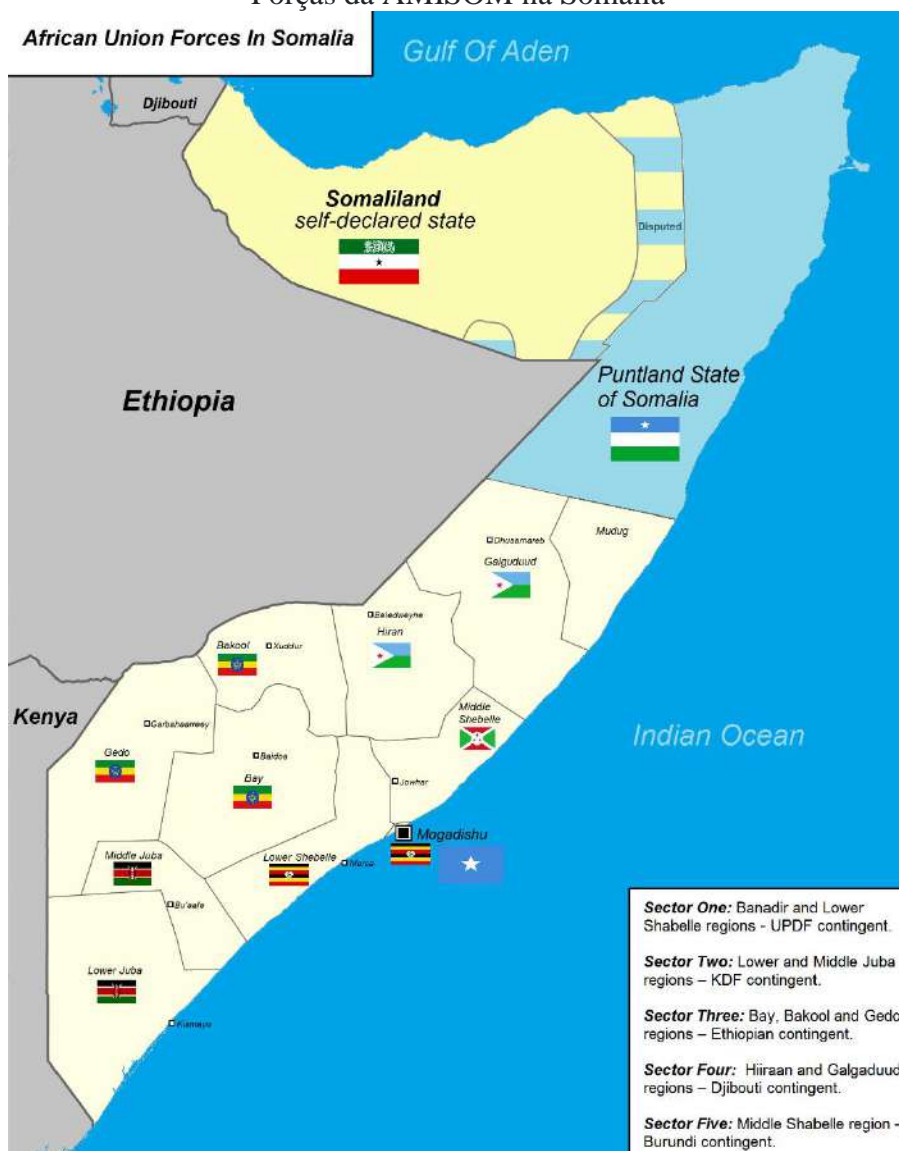 Forças da AMISOM na Somália
African Union Forces In Somalia
Gulf Of Aden
Djibouti
Somaliland
self-declared state
Disputed
Ethiopia
Puntland State
of Somalia
Mudug
Dhusamareb
Galguduud
Beledweyne
Hiran
Bakool
Xuddur
Kenya
Garbahaarreey
Middle
Shebelle
Indian Ocean
Gedo
Baidoa
Bay
Jowhar
Mogadishu
Middle Juba
Lower Shebelle
Marca
Bu'aale
Lower Juba
Kismayo
Sector One: Banadir and Lower
Shabelle regions - UPDF contingent.
Sector Two: Lower and Middle Juba
regions – KDF contingent.
Sector Three: Bay, Bakool and Gedo
regions – Ethiopian contingent.
Sector Four: Hiiraan and Galgaduud
regions – Djibouti contingent.
Sector Five: Middle Shabelle region -
Burundi contingent.